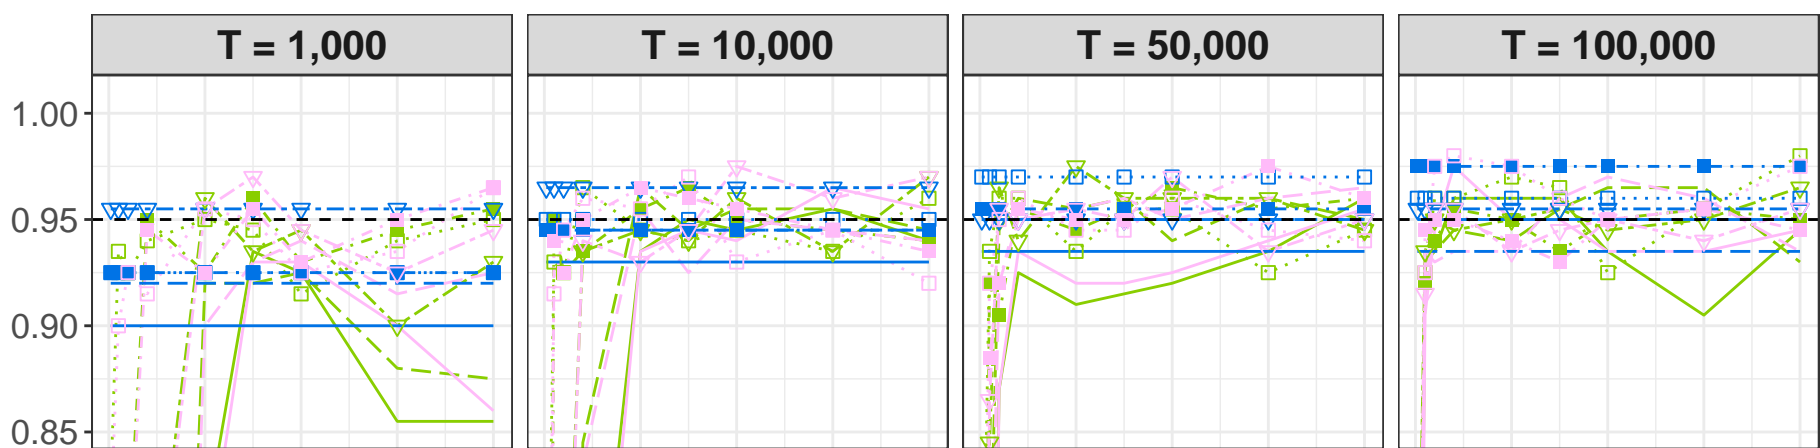 T = 1,000
T = 10,000
T = 50,000
T = 100,000
1.00
0.95
0.90
0.85